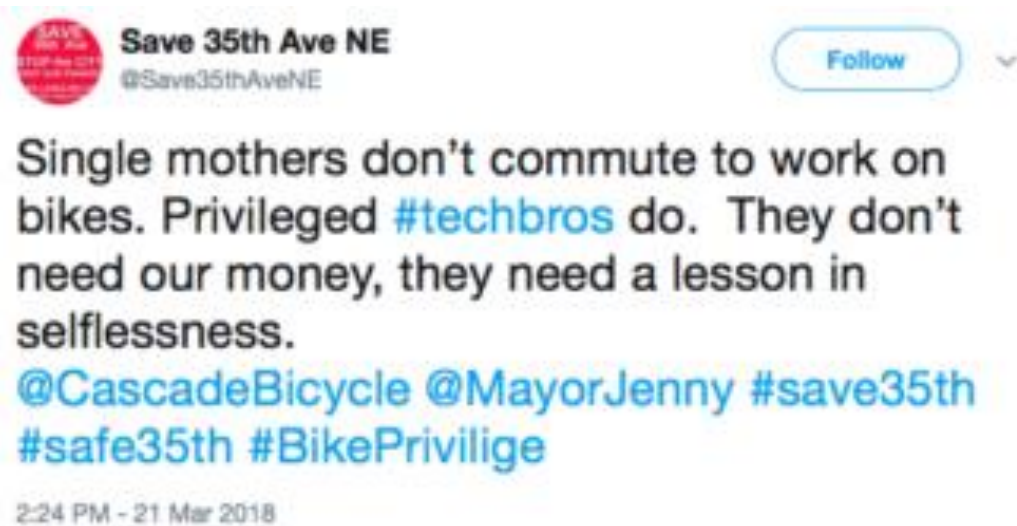 SAVE
Save 35th Ave NE
@Save35thAveNE
Follow
Single mothers don't commute to work on
bikes. Privileged #techbros do. They don't
need our money, they need a lesson in
selflessness.
@CascadeBicycle @MayorJenny #save35th
#safe35th #BikePrivilige
2:24 PM - 21 Mar 2018